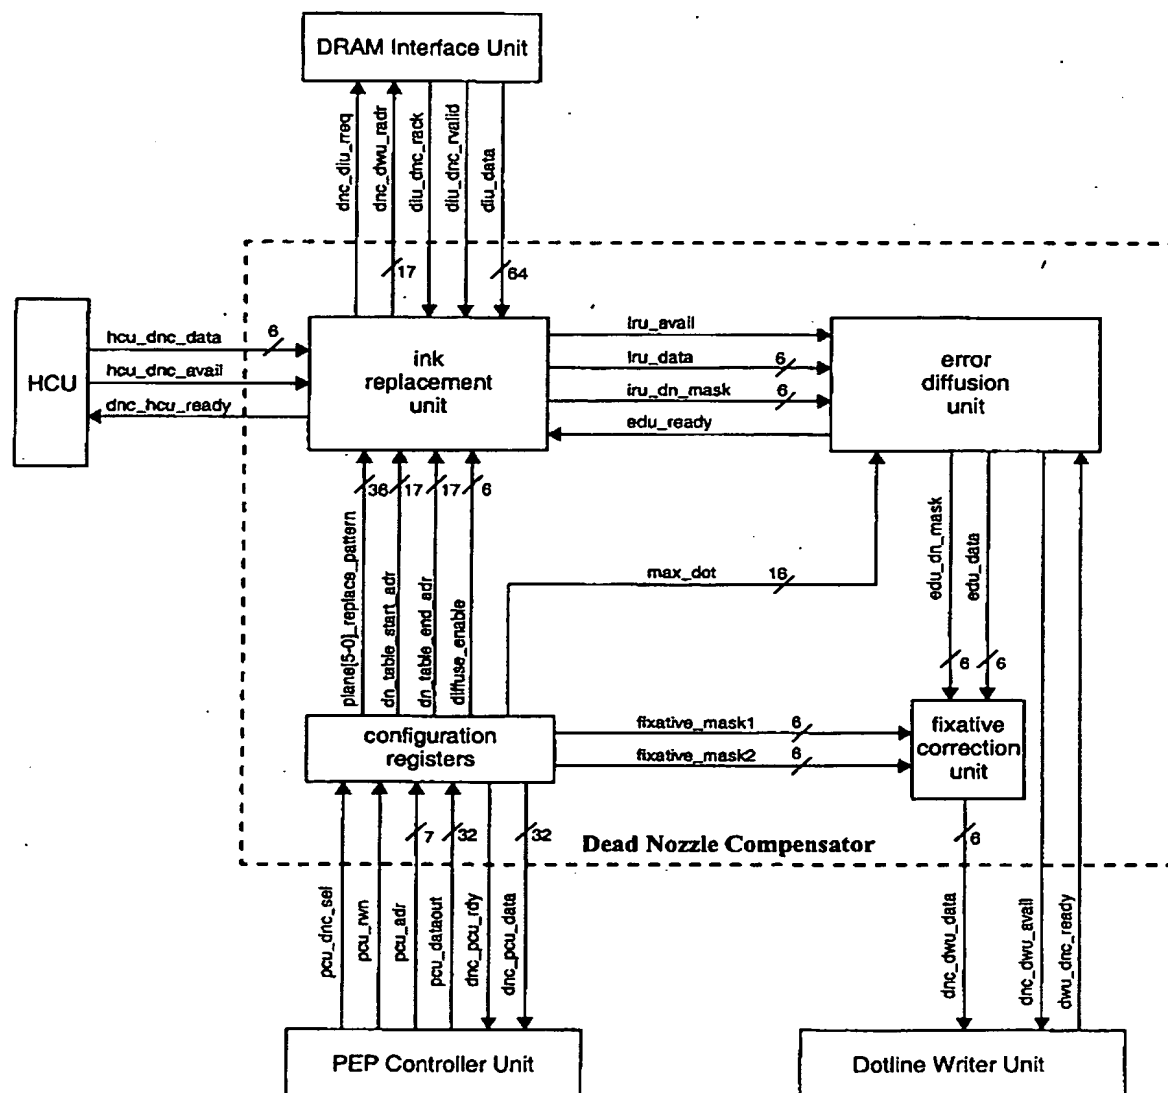 DRAM Interface Unit
dnc_diu_rreq
dnc_dwu_radr
diu_dnc_rack
diu_dnc_rvalid
diu_data
17
64
HCU
hcu_dnc_data
6
hcu_dnc_avail
dnc_hcu_ready
ink
replacement
unit
iru_avail
iru_data
6
iru_dn_mask
6
edu_ready
error
diffusion
unit
36
17
17
6
plane[5-0]_replace_pattern
dn_table_start_adr
dn_table_end_adr
diffuse_enable
max_dot
16
edu_dn_mask
edu_data
6
6
configuration
registers
fixative_mask1
6
fixative_mask2
6
fixative
correction
unit
7
32
32
6
Dead Nozzle Compensator
pcu_dnc_sel
pcu_rwn
pcu_adr
pcu_dataout
dnc_pcu_rdy
dnc_pcu_data
dnc_dwu_data
dnc_dwu_avail
dwu_dnc_ready
PEP Controller Unit
Dotline Writer Unit